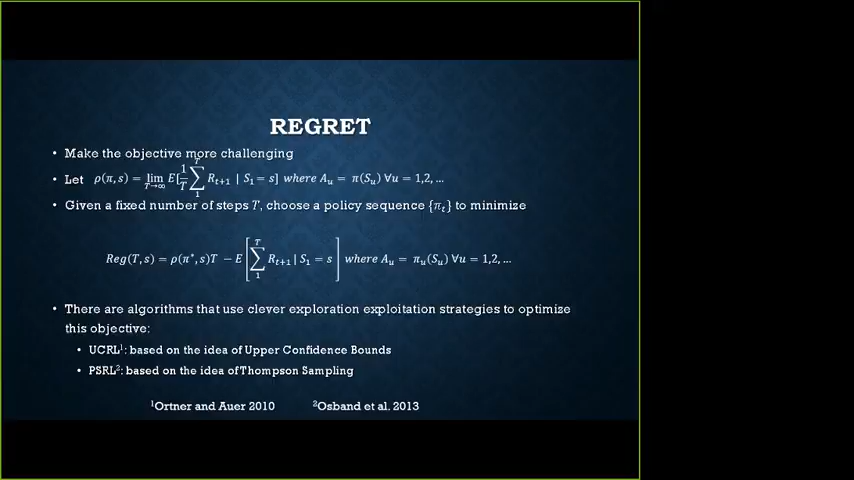 REGRET
• Make the objective more challenging
• Let ρ(π, s) = lim_{T→∞} E[1/T ∑_1^T R_{t+1} | S_1 = s] where A_u = π(S_u) ∀u = 1,2, …
• Given a fixed number of steps T, choose a policy sequence {π_t} to minimize
Reg(T, s) = ρ(π*, s)T − E[∑_1^T R_{t+1} | S_1 = s] where A_u = π_u(S_u) ∀u = 1,2, …
• There are algorithms that use clever exploration exploitation strategies to optimize
this objective:
• UCRL¹: based on the idea of Upper Confidence Bounds
• PSRL²: based on the idea of Thompson Sampling
¹Ortner and Auer 2010 ²Osband et al. 2013